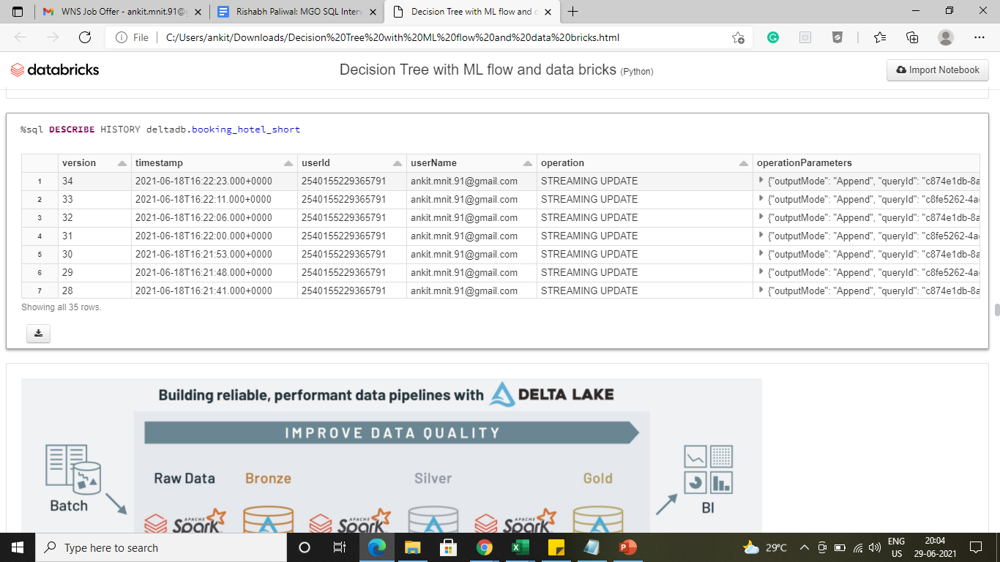 WNS Job Offer - ankit.mnit.91@g
Rishabh Paliwal: MGO SQL Interv
Decision Tree with ML flow and d
File
C:/Users/ankit/Downloads/Decision%20Tree%20with%20ML%20flow%20and%20data%20bricks.html
databricks
Decision Tree with ML flow and data bricks (Python)
Import Notebook
%sql DESCRIBE HISTORY deltadb.booking_hotel_short
version timestamp userId userName operation operationParameters
1 34 2021-06-18T16:22:23.000+0000 2540155229365791 ankit.mnit.91@gmail.com STREAMING UPDATE {"outputMode": "Append", "queryId": "c874e1db-8a
2 33 2021-06-18T16:22:11.000+0000 2540155229365791 ankit.mnit.91@gmail.com STREAMING UPDATE {"outputMode": "Append", "queryId": "c8fe5262-4a
3 32 2021-06-18T16:22:06.000+0000 2540155229365791 ankit.mnit.91@gmail.com STREAMING UPDATE {"outputMode": "Append", "queryId": "c874e1db-8a
4 31 2021-06-18T16:22:00.000+0000 2540155229365791 ankit.mnit.91@gmail.com STREAMING UPDATE {"outputMode": "Append", "queryId": "c8fe5262-4a
5 30 2021-06-18T16:21:53.000+0000 2540155229365791 ankit.mnit.91@gmail.com STREAMING UPDATE {"outputMode": "Append", "queryId": "c874e1db-8a
6 29 2021-06-18T16:21:48.000+0000 2540155229365791 ankit.mnit.91@gmail.com STREAMING UPDATE {"outputMode": "Append", "queryId": "c8fe5262-4a
7 28 2021-06-18T16:21:41.000+0000 2540155229365791 ankit.mnit.91@gmail.com STREAMING UPDATE {"outputMode": "Append", "queryId": "c874e1db-8a
Showing all 35 rows.
Building reliable, performant data pipelines with DELTA LAKE
IMPROVE DATA QUALITY
Raw Data Bronze Silver Gold
Batch
BI
APACHE Spark APACHE Spark APACHE Spark
Type here to search
29°C
ENG
US
20:04
29-06-2021